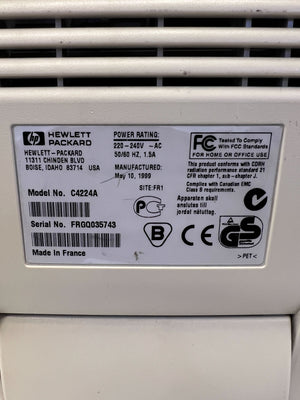 hp HEWLETT
PACKARD
HEWLETT-PACKARD
11311 CHINDEN BLVD
BOISE, IDAHO 83714 USA
Model No. C4224A
Serial No. FRGQ035743
Made in France
POWER RATING:
220-240V ~AC
50/60 HZ, 1.5A
MANUFACTURED:
May 10, 1999
SITE:FR1
FC Tested To Comply
With FCC Standards
FOR HOME OR OFFICE USE
This product conforms with CDRH
radiation performance standard 21
CFR chapter 1, sub - chapter J.
Complies with Canadian EMC
Class B requirements.
Apparaten skall
anslutas till
jordat nätuttag.
B
CE
GS
>PET<